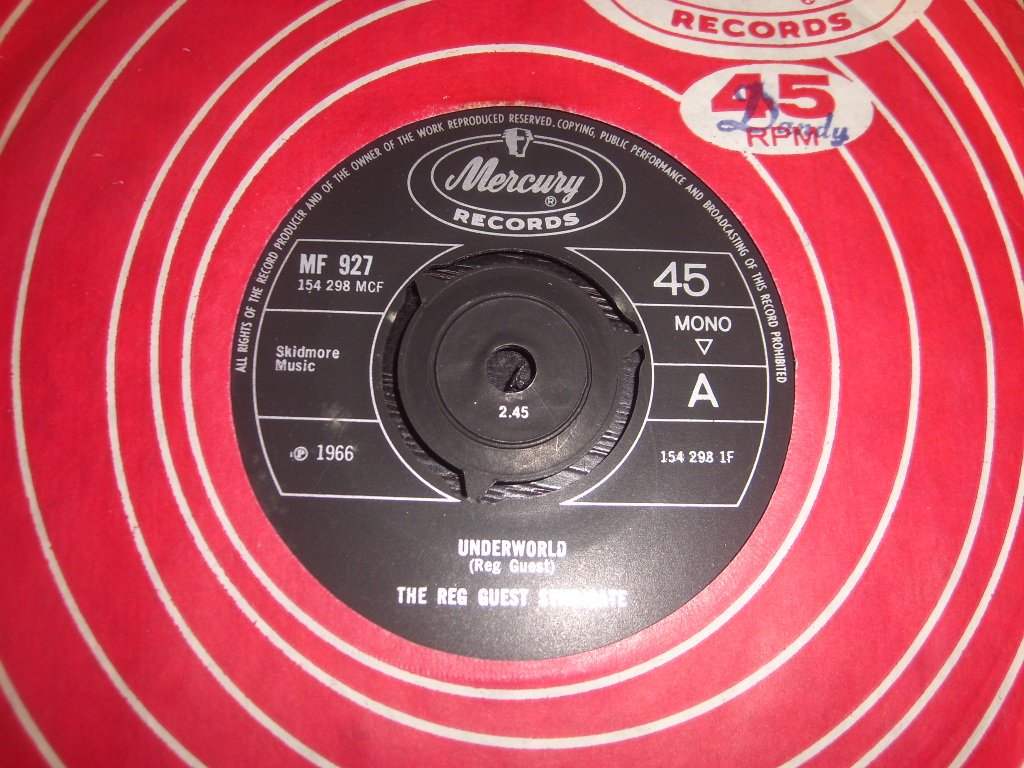 RECORDS
45
RPM
Dandy
ALL RIGHTS OF THE RECORD PRODUCER AND OF THE OWNER OF THE WORK REPRODUCED RESERVED. COPYING, PUBLIC PERFORMANCE AND BROADCASTING OF THIS RECORD PROHIBITED
Mercury
®
RECORDS
MF 927
154 298 MCF
45
Skidmore
Music
MONO
A
2.45
℗ 1966
154 298 1F
UNDERWORLD
(Reg Guest)
THE REG GUEST SYNDICATE